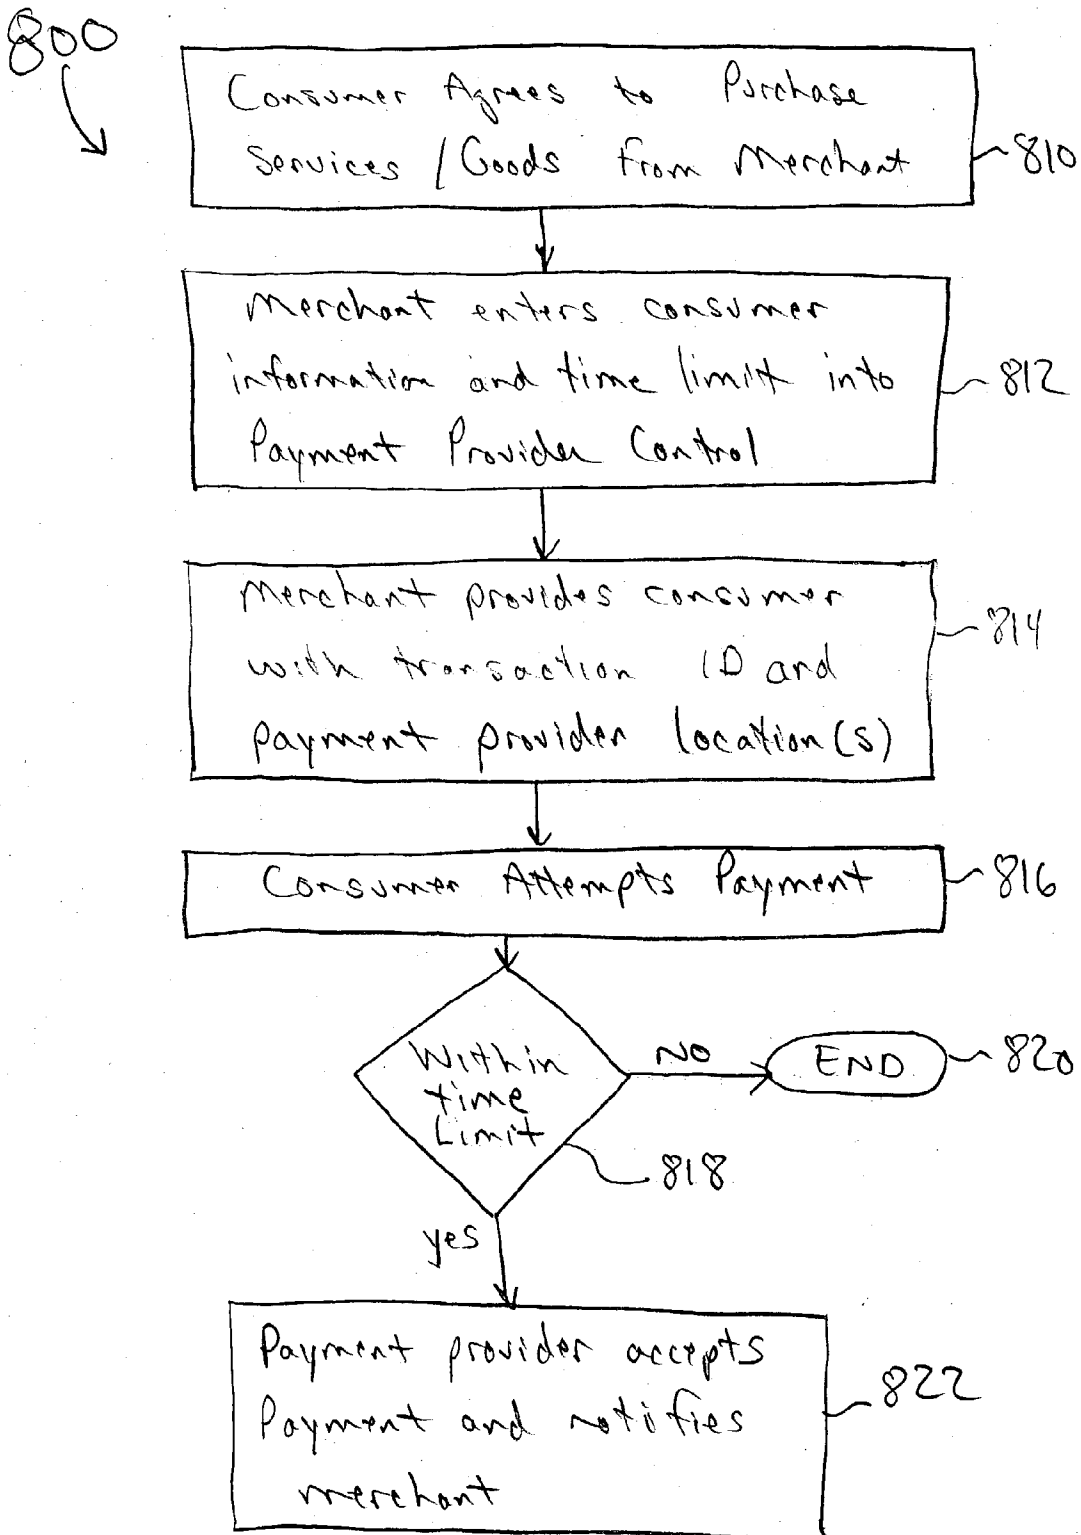 800
Consumer Agrees to Purchase
Services / Goods from Merchant
810
Merchant enters consumer
information and time limit into
Payment Provider Control
812
Merchant provides consumer
with transaction ID and
payment provider location(s)
814
Consumer Attempts Payment
816
Within
time
Limit
NO
END
820
818
yes
Payment provider accepts
Payment and notifies
merchant
822